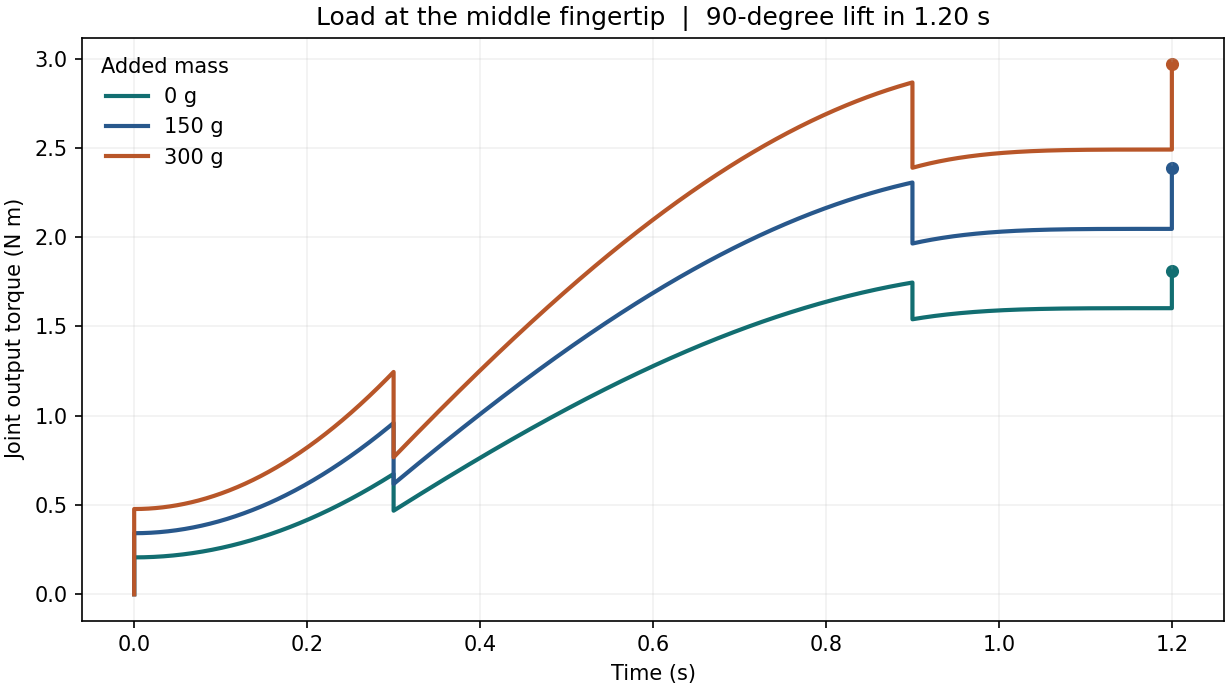 Load at the middle fingertip  |  90-degree lift in 1.20 s
Added mass
0 g
150 g
300 g
Joint output torque (N m)
3.0
2.5
2.0
1.5
1.0
0.5
0.0
0.0 0.2 0.4 0.6 0.8 1.0 1.2
Time (s)